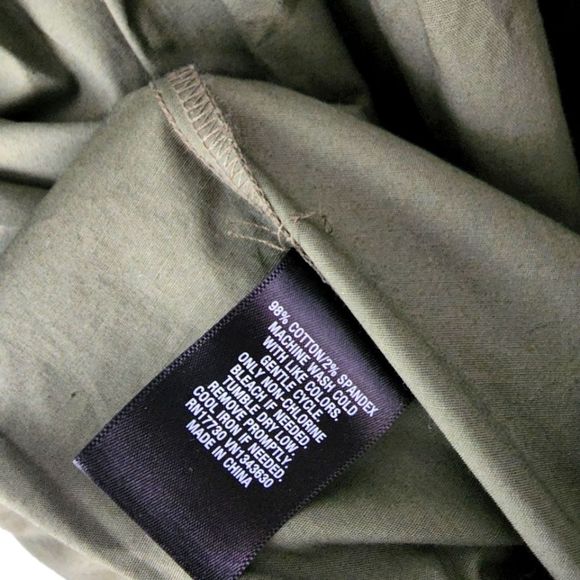 98% COTTON/2% SPANDEX
MACHINE WASH COLD
WITH LIKE COLORS.
GENTLE CYCLE.
ONLY NON-CHLORINE
BLEACH IF NEEDED.
TUMBLE DRY LOW.
REMOVE PROMPTLY.
COOL IRON IF NEEDED.
RN17730 VN1343630
MADE IN CHINA